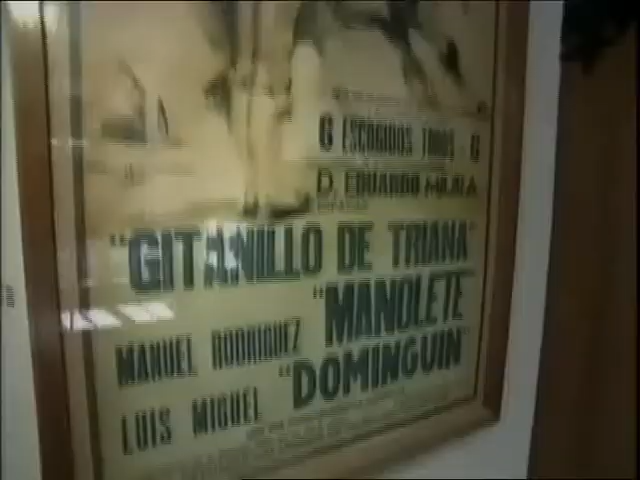 6 ESCOGIDOS TOROS 6
D. EDUARDO MIURA
"GITANILLO DE TRIANA"
MANUEL RODRIGUEZ "MANOLETE"
LUIS MIGUEL "DOMINGUIN"